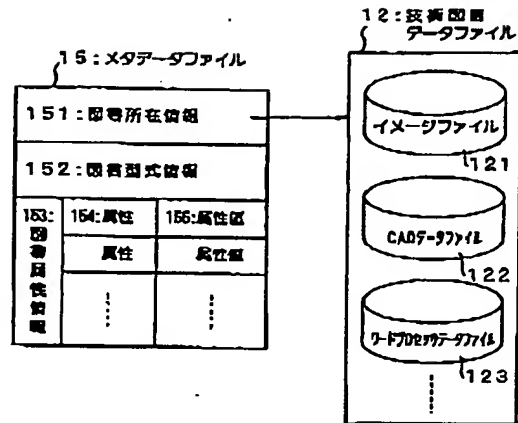 12:技術図書
データファイル
15:メタデータファイル
151:図書所在情報
152:図書型式情報
153:
図書属性情報
154:属性
155:属性値
属性
属性値
イメージファイル
121
CADデータファイル
122
ワードプロセッサデータファイル
123